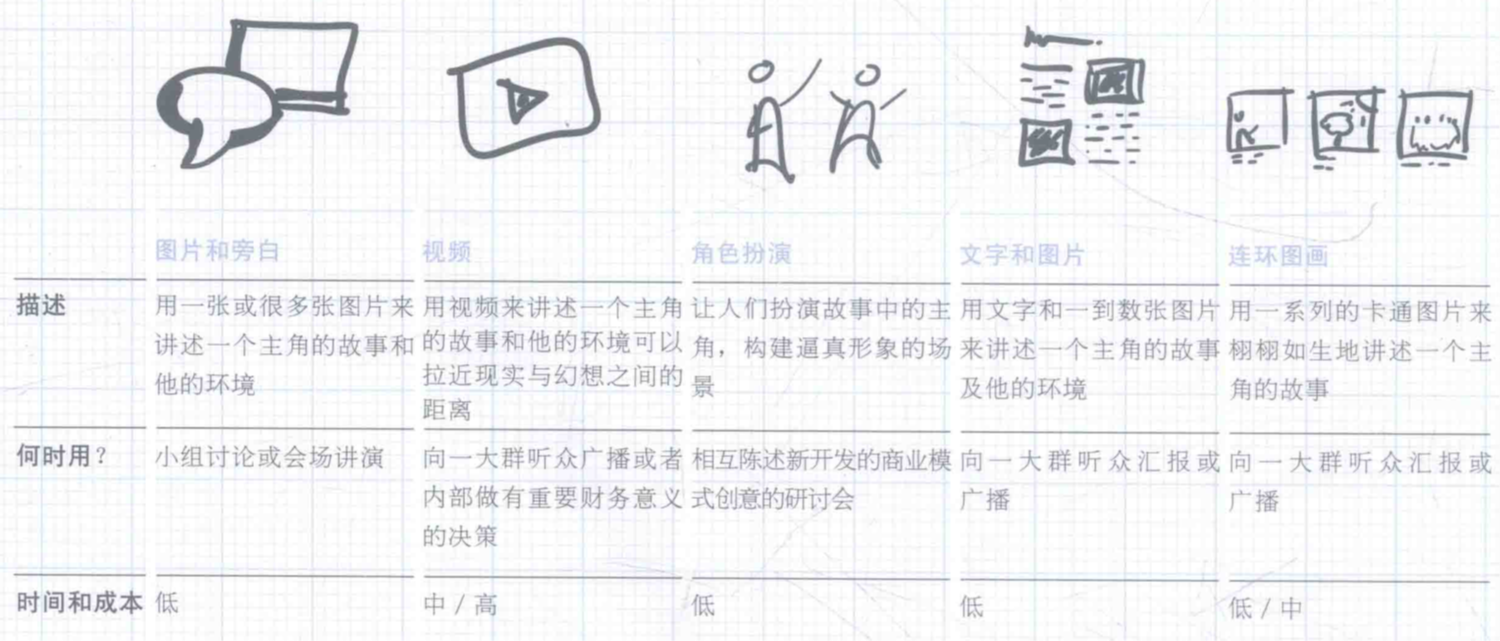 图片和旁白
视频
角色扮演
文字和图片
连环图画
描述
用一张或很多张图片来
讲述一个主角的故事和
他的环境
用视频来讲述一个主角
的故事和他的环境可以
拉近现实与幻想之间的
距离
让人们扮演故事中的主
角，构建逼真形象的场
景
用文字和一到数张图片
来讲述一个主角的故事
及他的环境
用一系列的卡通图片来
栩栩如生地讲述一个主
角的故事
何时用？
小组讨论或会场讲演
向一大群听众广播或者
内部做有重要财务意义
的决策
相互陈述新开发的商业模
式创意的研讨会
向一大群听众汇报或
广播
向一大群听众汇报或
广播
时间和成本
低
中 / 高
低
低
低 / 中